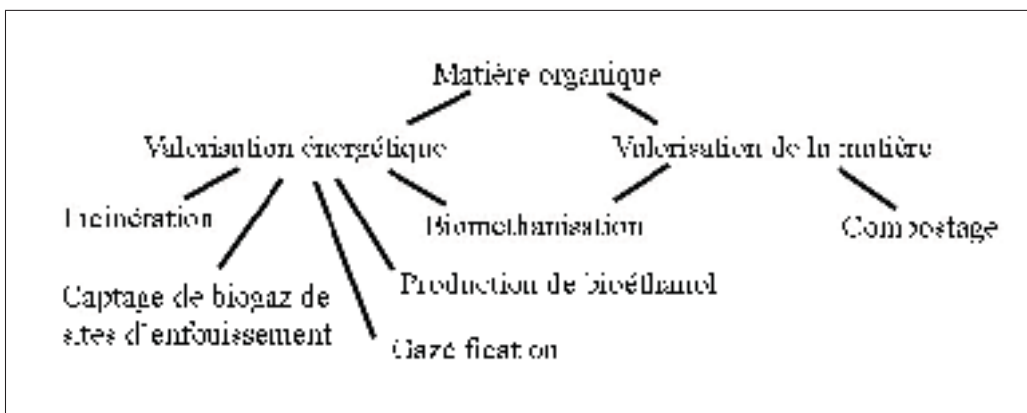 Matière organique
Valorisation énergétique
Valorisation de la matière
Incinération
Biomethanisation
Compostage
Captage de biogaz de
sites d'enfouissement
Production de bioéthanol
Gazéification